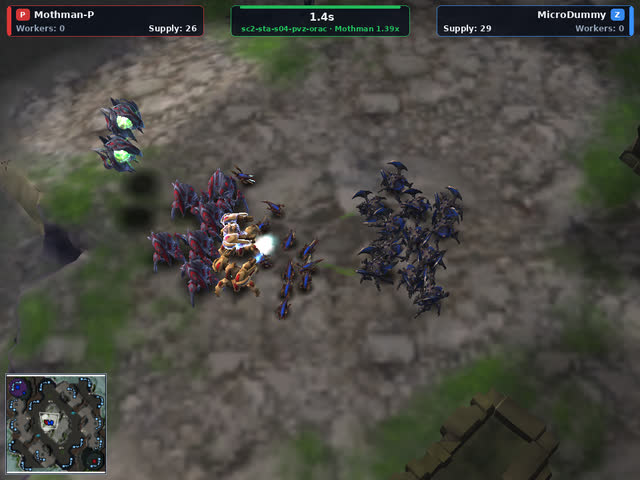 P Mothman-P
Workers: 0 Supply: 26
1.4s
sc2-sta-s04-pvz-orac · Mothman 1.39x
MicroDummy Z
Supply: 29 Workers: 0